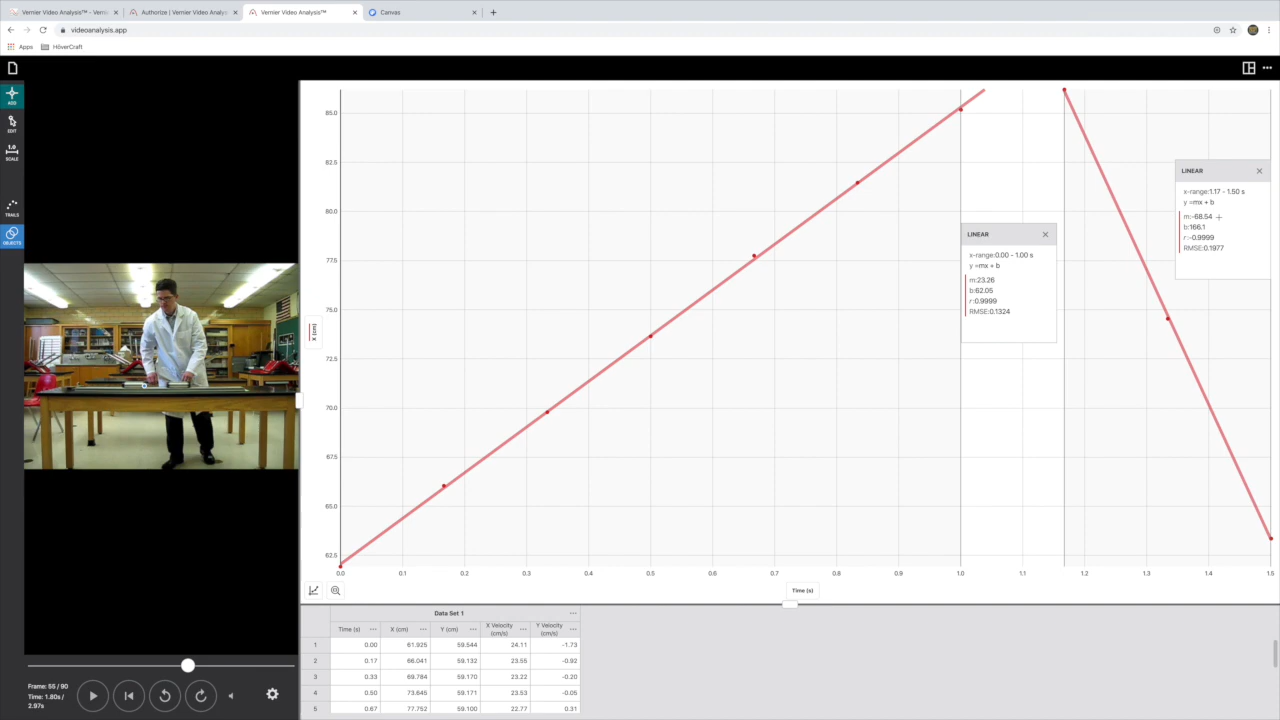 Vernier Video Analysis™ - Vernie
Authorize | Vernier Video Analys
Vernier Video Analysis™
Canvas
videoanalysis.app
Apps
HöverCraft
ADD
EDIT
1.0
SCALE
TRAILS
OBJECTS
85.0
82.5
80.0
77.5
75.0
72.5
70.0
67.5
65.0
62.5
X (cm)
LINEAR
x-range:0.00 - 1.00 s
y =mx + b
m:23.26
b:62.05
r:0.9999
RMSE:0.1324
LINEAR
x-range:1.17 - 1.50 s
y =mx + b
m:-68.54
b:166.1
r:-0.9999
RMSE:0.1977
0.0 0.1 0.2 0.3 0.4 0.5 0.6 0.7 0.8 0.9 1.0 1.1 1.2 1.3 1.4 1.5
Time (s)
Data Set 1
Time (s) X (cm) Y (cm) X Velocity (cm/s) Y Velocity (cm/s)
1 0.00 61.925 59.544 24.11 -1.73
2 0.17 66.041 59.132 23.55 -0.92
3 0.33 69.784 59.170 23.22 -0.20
4 0.50 73.645 59.171 23.53 -0.05
5 0.67 77.752 59.100 22.77 0.31
Frame: 55 / 90
Time: 1.80s /
2.97s